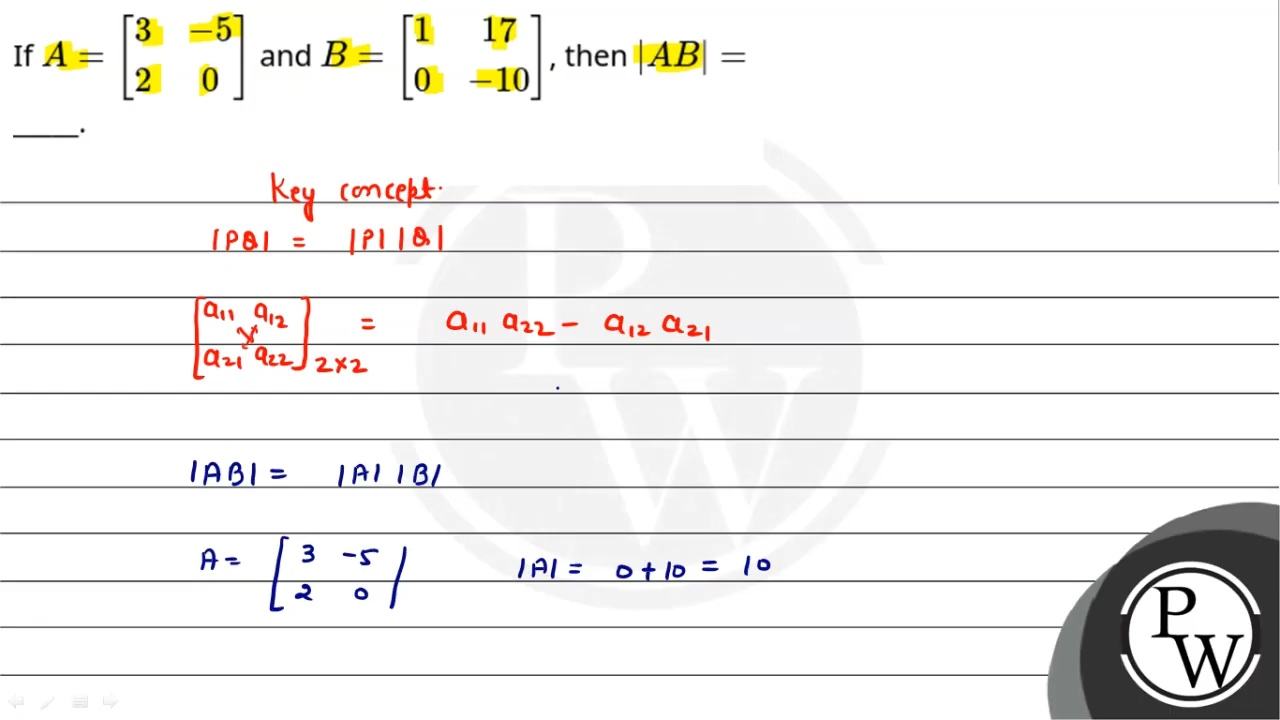 If A = [3 −5 2 0] and B = [1 17 0 −10], then |AB| =
____.
Key concept.
|PQ| = |P| |Q|
[a11 a12 a21 a22]2×2 = a11 a22 − a12 a21
|AB| = |A| |B|
A = [3 −5 2 0| |A| = 0 + 10 = 10
P
W